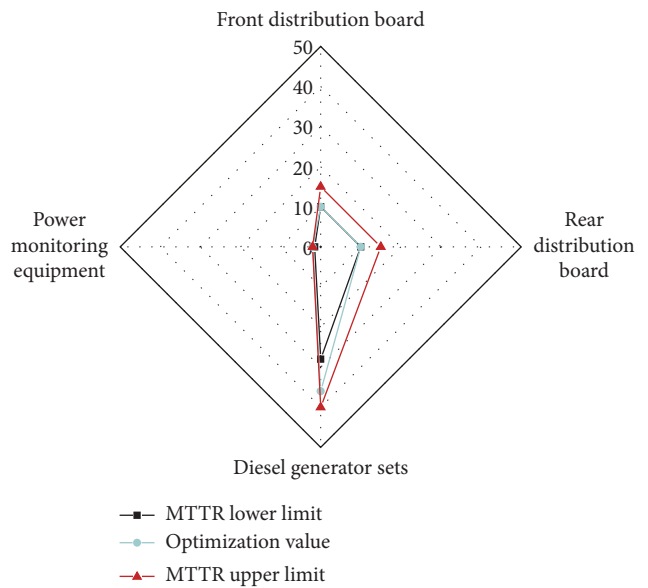 Front distribution board
50
40
30
20
10
0
Power
monitoring
equipment
Rear
distribution
board
Diesel generator sets
MTTR lower limit
Optimization value
MTTR upper limit